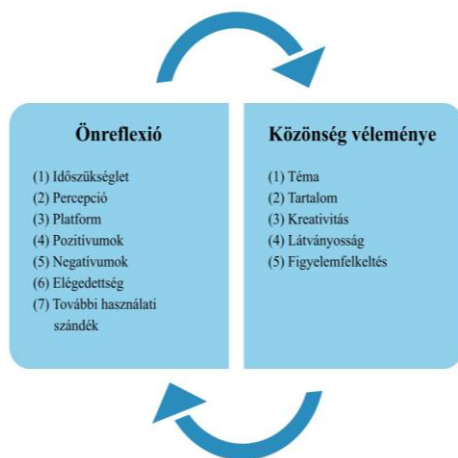 Önreflexió
(1) Időszükséglet
(2) Percepció
(3) Platform
(4) Pozitívumok
(5) Negatívumok
(6) Elégedettség
(7) További használati
szándék
Közönség véleménye
(1) Téma
(2) Tartalom
(3) Kreativitás
(4) Látványosság
(5) Figyelemfelkeltés